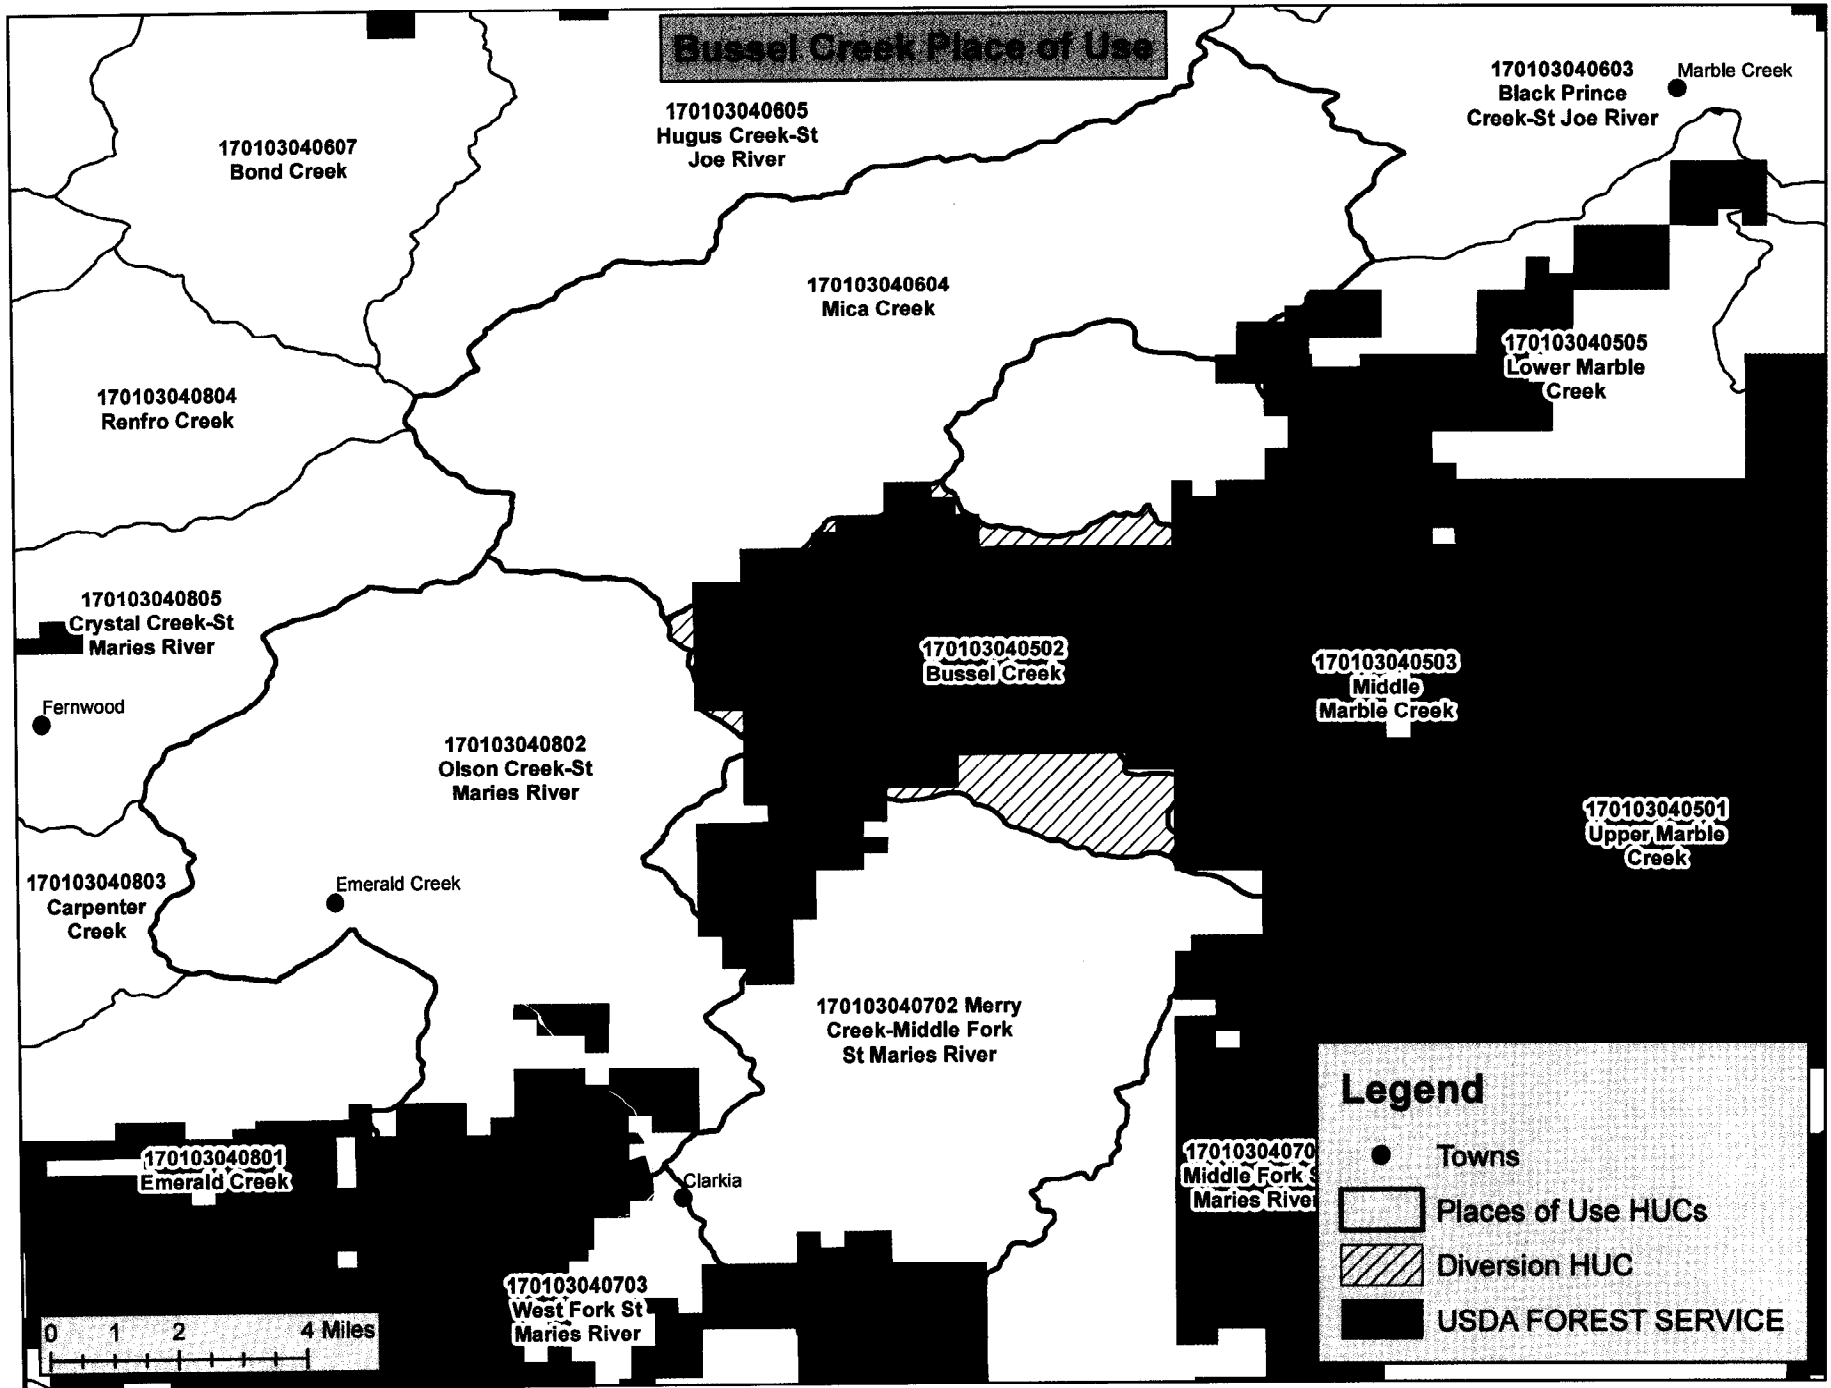 Bussel Creek Place of Use
170103040603
Black Prince
Creek-St Joe River
Marble Creek
170103040605
Hugus Creek-St
Joe River
170103040607
Bond Creek
170103040604
Mica Creek
170103040505
Lower Marble
Creek
170103040804
Renfro Creek
170103040805
Crystal Creek-St
Maries River
170103040502
Bussel Creek
170103040503
Middle
Marble Creek
Fernwood
170103040802
Olson Creek-St
Maries River
170103040501
Upper Marble
Creek
170103040803
Carpenter
Creek
Emerald Creek
170103040702 Merry
Creek-Middle Fork
St Maries River
170103040801
Emerald Creek
Clarkia
17010304070
Middle Fork S
Maries River
170103040703
West Fork St
Maries River
0 1 2 4 Miles
Legend
Towns
Places of Use HUCs
Diversion HUC
USDA FOREST SERVICE